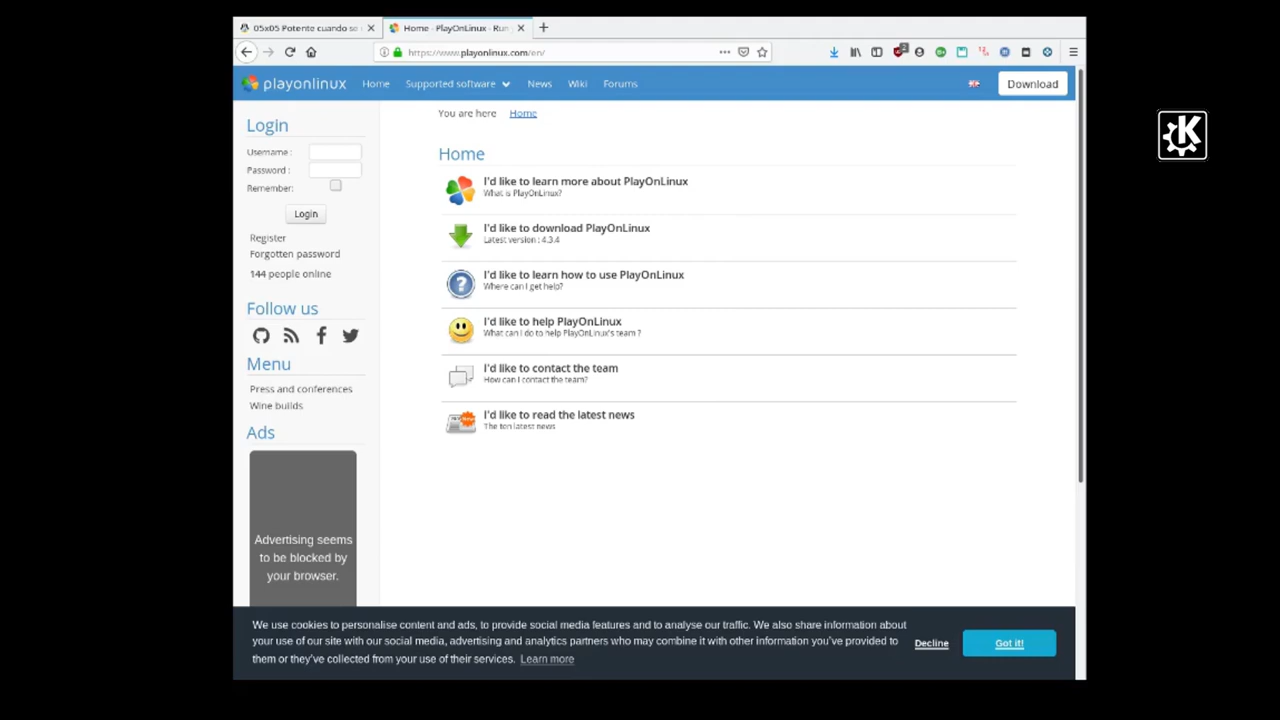 05x05 Potente cuando se
Home - PlayOnLinux - Run
https://www.playonlinux.com/en/
playonlinux
Home
Supported software
News
Wiki
Forums
Download
You are here Home
Login
Username :
Password :
Remember:
Login
Register
Forgotten password
144 people online
Follow us
Menu
Press and conferences
Wine builds
Ads
Advertising seems
to be blocked by
your browser.
Home
I'd like to learn more about PlayOnLinux
What is PlayOnLinux?
I'd like to download PlayOnLinux
Latest version : 4.3.4
I'd like to learn how to use PlayOnLinux
Where can I get help?
I'd like to help PlayOnLinux
What can I do to help PlayOnLinux's team ?
I'd like to contact the team
How can I contact the team?
I'd like to read the latest news
The ten latest news
We use cookies to personalise content and ads, to provide social media features and to analyse our traffic. We also share information about
your use of our site with our social media, advertising and analytics partners who may combine it with other information you've provided to
them or they've collected from your use of their services. Learn more
Decline
Got it!
K